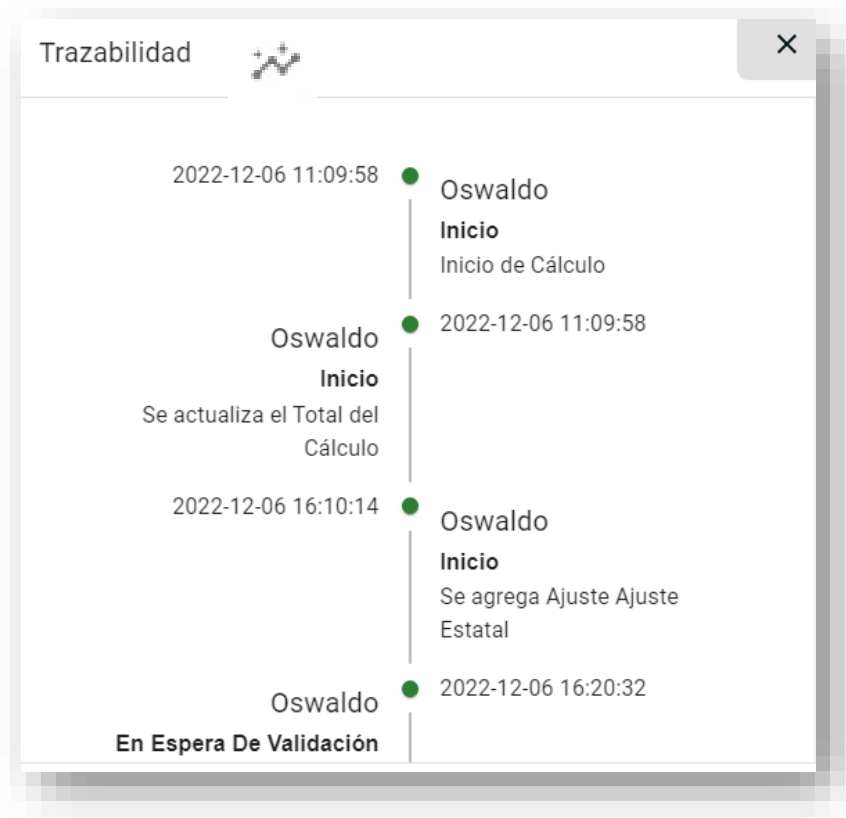 Trazabilidad
2022-12-06 11:09:58
Oswaldo
Inicio
Inicio de Cálculo
2022-12-06 11:09:58
Oswaldo
Inicio
Se actualiza el Total del
Cálculo
2022-12-06 16:10:14
Oswaldo
Inicio
Se agrega Ajuste Ajuste
Estatal
2022-12-06 16:20:32
Oswaldo
En Espera De Validación